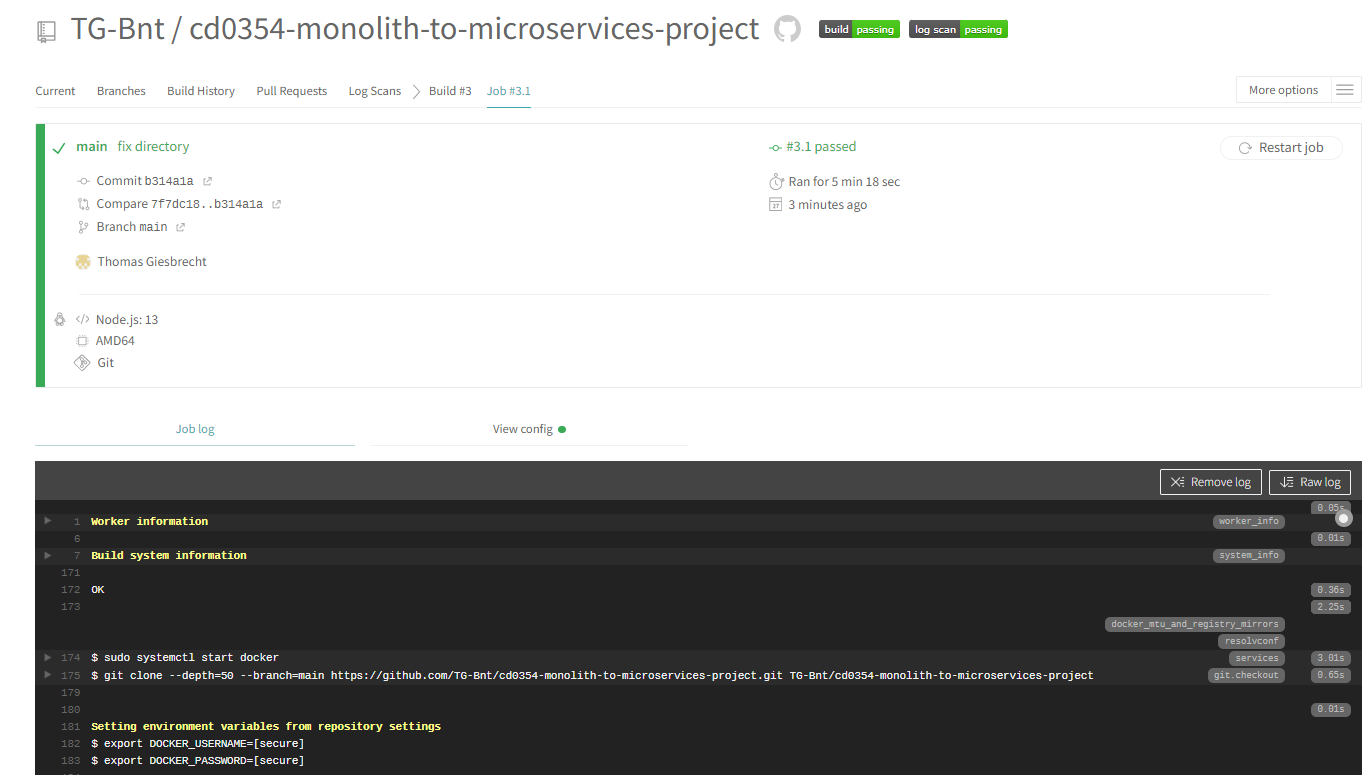 TG-Bnt / cd0354-monolith-to-microservices-project build passing log scan passing
Current Branches Build History Pull Requests Log Scans Build #3 Job #3.1 More options
main fix directory #3.1 passed Restart job
Commit b314a1a Ran for 5 min 18 sec
Compare 7f7dc18..b314a1a 3 minutes ago
Branch main
Thomas Giesbrecht
Node.js: 13
AMD64
Git
Job log View config
Remove log Raw log
0.05s
1 Worker information worker_info
6 0.01s
7 Build system information system_info
171
172 OK 0.36s
173 2.25s
docker_mtu_and_registry_mirrors
resolvconf
174 $ sudo systemctl start docker services 3.01s
175 $ git clone --depth=50 --branch=main https://github.com/TG-Bnt/cd0354-monolith-to-microservices-project.git TG-Bnt/cd0354-monolith-to-microservices-project git.checkout 0.65s
179
180 0.01s
181 Setting environment variables from repository settings
182 $ export DOCKER_USERNAME=[secure]
183 $ export DOCKER_PASSWORD=[secure]